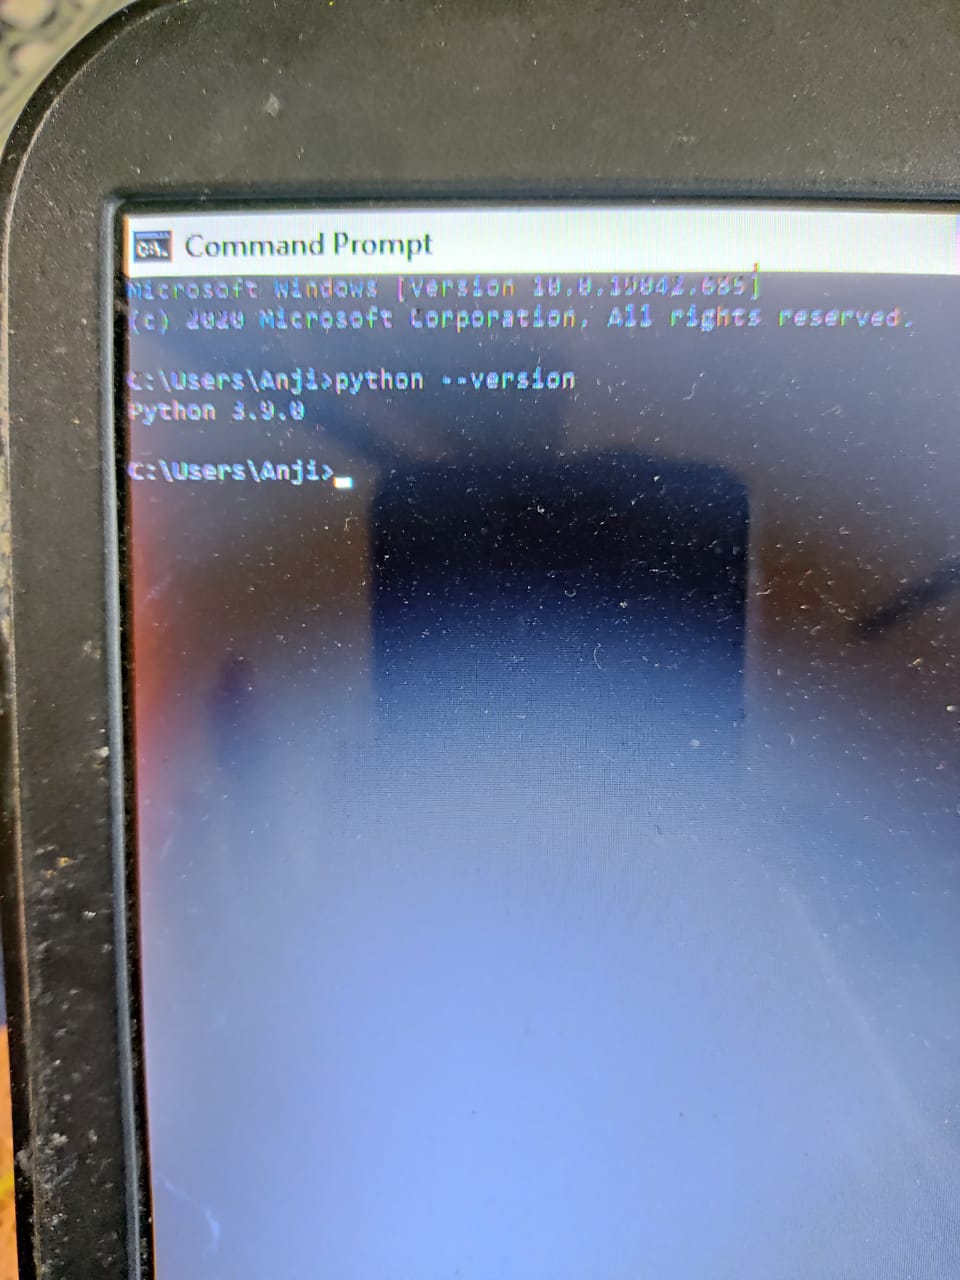 Command Prompt
Microsoft Windows [Version 10.0.19042.685]
(c) 2020 Microsoft Corporation. All rights reserved.
C:\Users\Anji>python --version
Python 3.9.0
C:\Users\Anji>